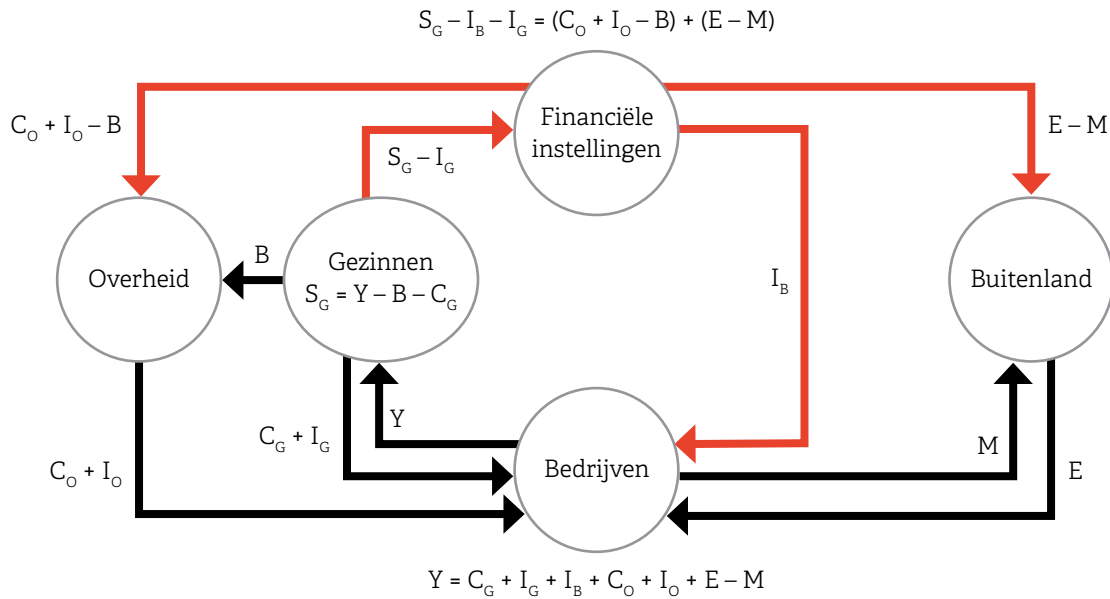 S_G – I_B – I_G = (C_O + I_O – B) + (E – M)
C_O + I_O – B
Financiële
instellingen
E – M
S_G – I_G
B
Overheid
Gezinnen
S_G = Y – B – C_G
I_B
Buitenland
Y
C_G + I_G
M
C_O + I_O
Bedrijven
E
Y = C_G + I_G + I_B + C_O + I_O + E – M